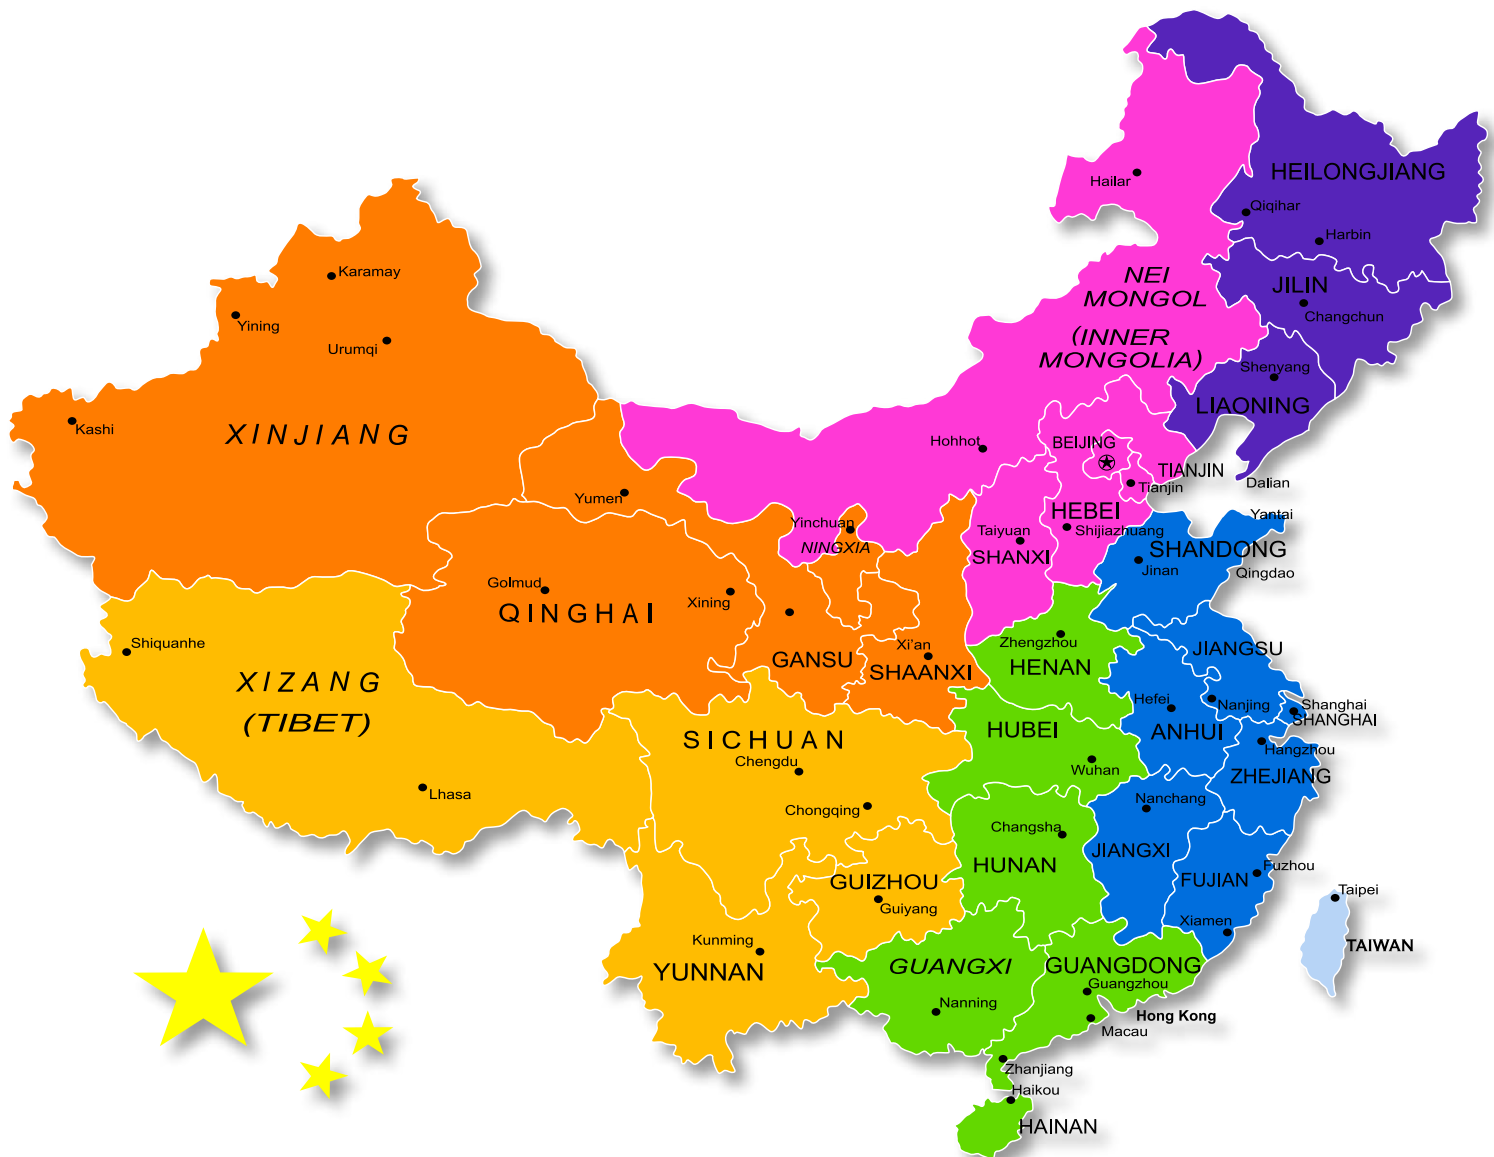 HEILONGJIANG
Hailar
Qiqihar
Harbin
NEI
MONGOL
(INNER
MONGOLIA)
JILIN
Changchun
Karamay
Yining
Urumqi
Shenyang
LIAONING
Kashi
XINJIANG
Hohhot
BEIJING
TIANJIN
Tianjin
Dalian
Yumen
HEBEI
Shijiazhuang
Yantai
Yinchuan
NINGXIA
Taiyuan
SHANXI
SHANDONG
Jinan
Qingdao
Golmud
QINGHAI
Xining
Shiquanhe
GANSU
Xi'an
SHAANXI
Zhengzhou
HENAN
JIANGSU
XIZANG
(TIBET)
Hefei
Nanjing
Shanghai
SHANGHAI
SICHUAN
Chengdu
HUBEI
ANHUI
Hangzhou
Wuhan
ZHEJIANG
Lhasa
Chongqing
Nanchang
Changsha
HUNAN
JIANGXI
GUIZHOU
Guiyang
FUJIAN
Fuzhou
Taipei
Xiamen
TAIWAN
Kunming
YUNNAN
GUANGXI
GUANGDONG
Guangzhou
Nanning
Hong Kong
Macau
Zhanjiang
Haikou
HAINAN